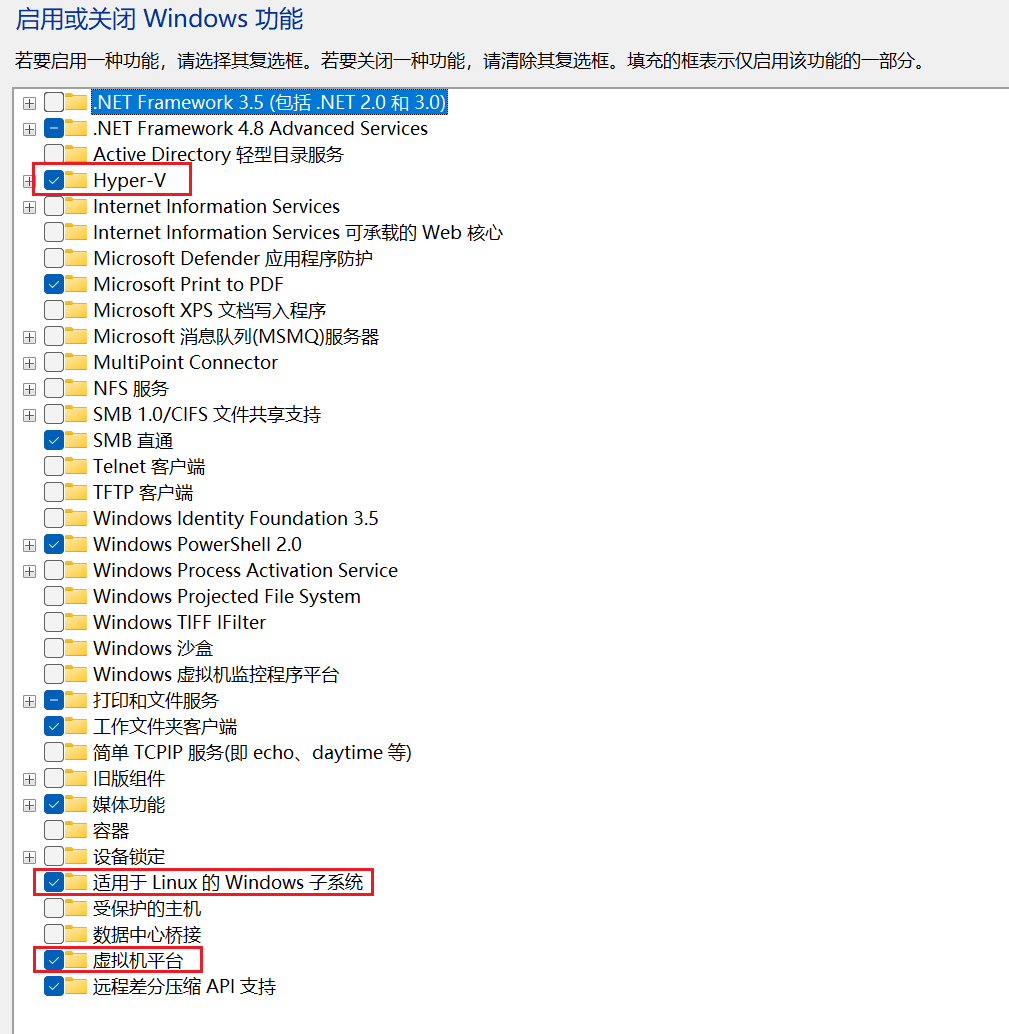 启用或关闭 Windows 功能
若要启用一种功能，请选择其复选框。若要关闭一种功能，请清除其复选框。填充的框表示仅启用该功能的一部分。
.NET Framework 3.5 (包括 .NET 2.0 和 3.0)
.NET Framework 4.8 Advanced Services
Active Directory 轻型目录服务
Hyper-V
Internet Information Services
Internet Information Services 可承载的 Web 核心
Microsoft Defender 应用程序防护
Microsoft Print to PDF
Microsoft XPS 文档写入程序
Microsoft 消息队列(MSMQ)服务器
MultiPoint Connector
NFS 服务
SMB 1.0/CIFS 文件共享支持
SMB 直通
Telnet 客户端
TFTP 客户端
Windows Identity Foundation 3.5
Windows PowerShell 2.0
Windows Process Activation Service
Windows Projected File System
Windows TIFF IFilter
Windows 沙盒
Windows 虚拟机监控程序平台
打印和文件服务
工作文件夹客户端
简单 TCPIP 服务(即 echo、daytime 等)
旧版组件
媒体功能
容器
设备锁定
适用于 Linux 的 Windows 子系统
受保护的主机
数据中心桥接
虚拟机平台
远程差分压缩 API 支持